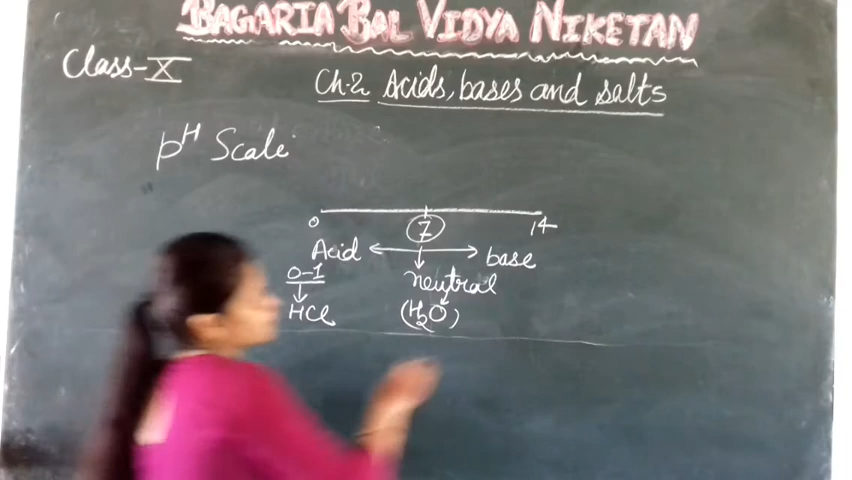 BAGARIA BAL VIDYA NIKETAN
Class-X
Ch-2 Acids, bases and salts
pH Scale
0 7 14
Acid base
0-1 neutral
HCl (H2O)